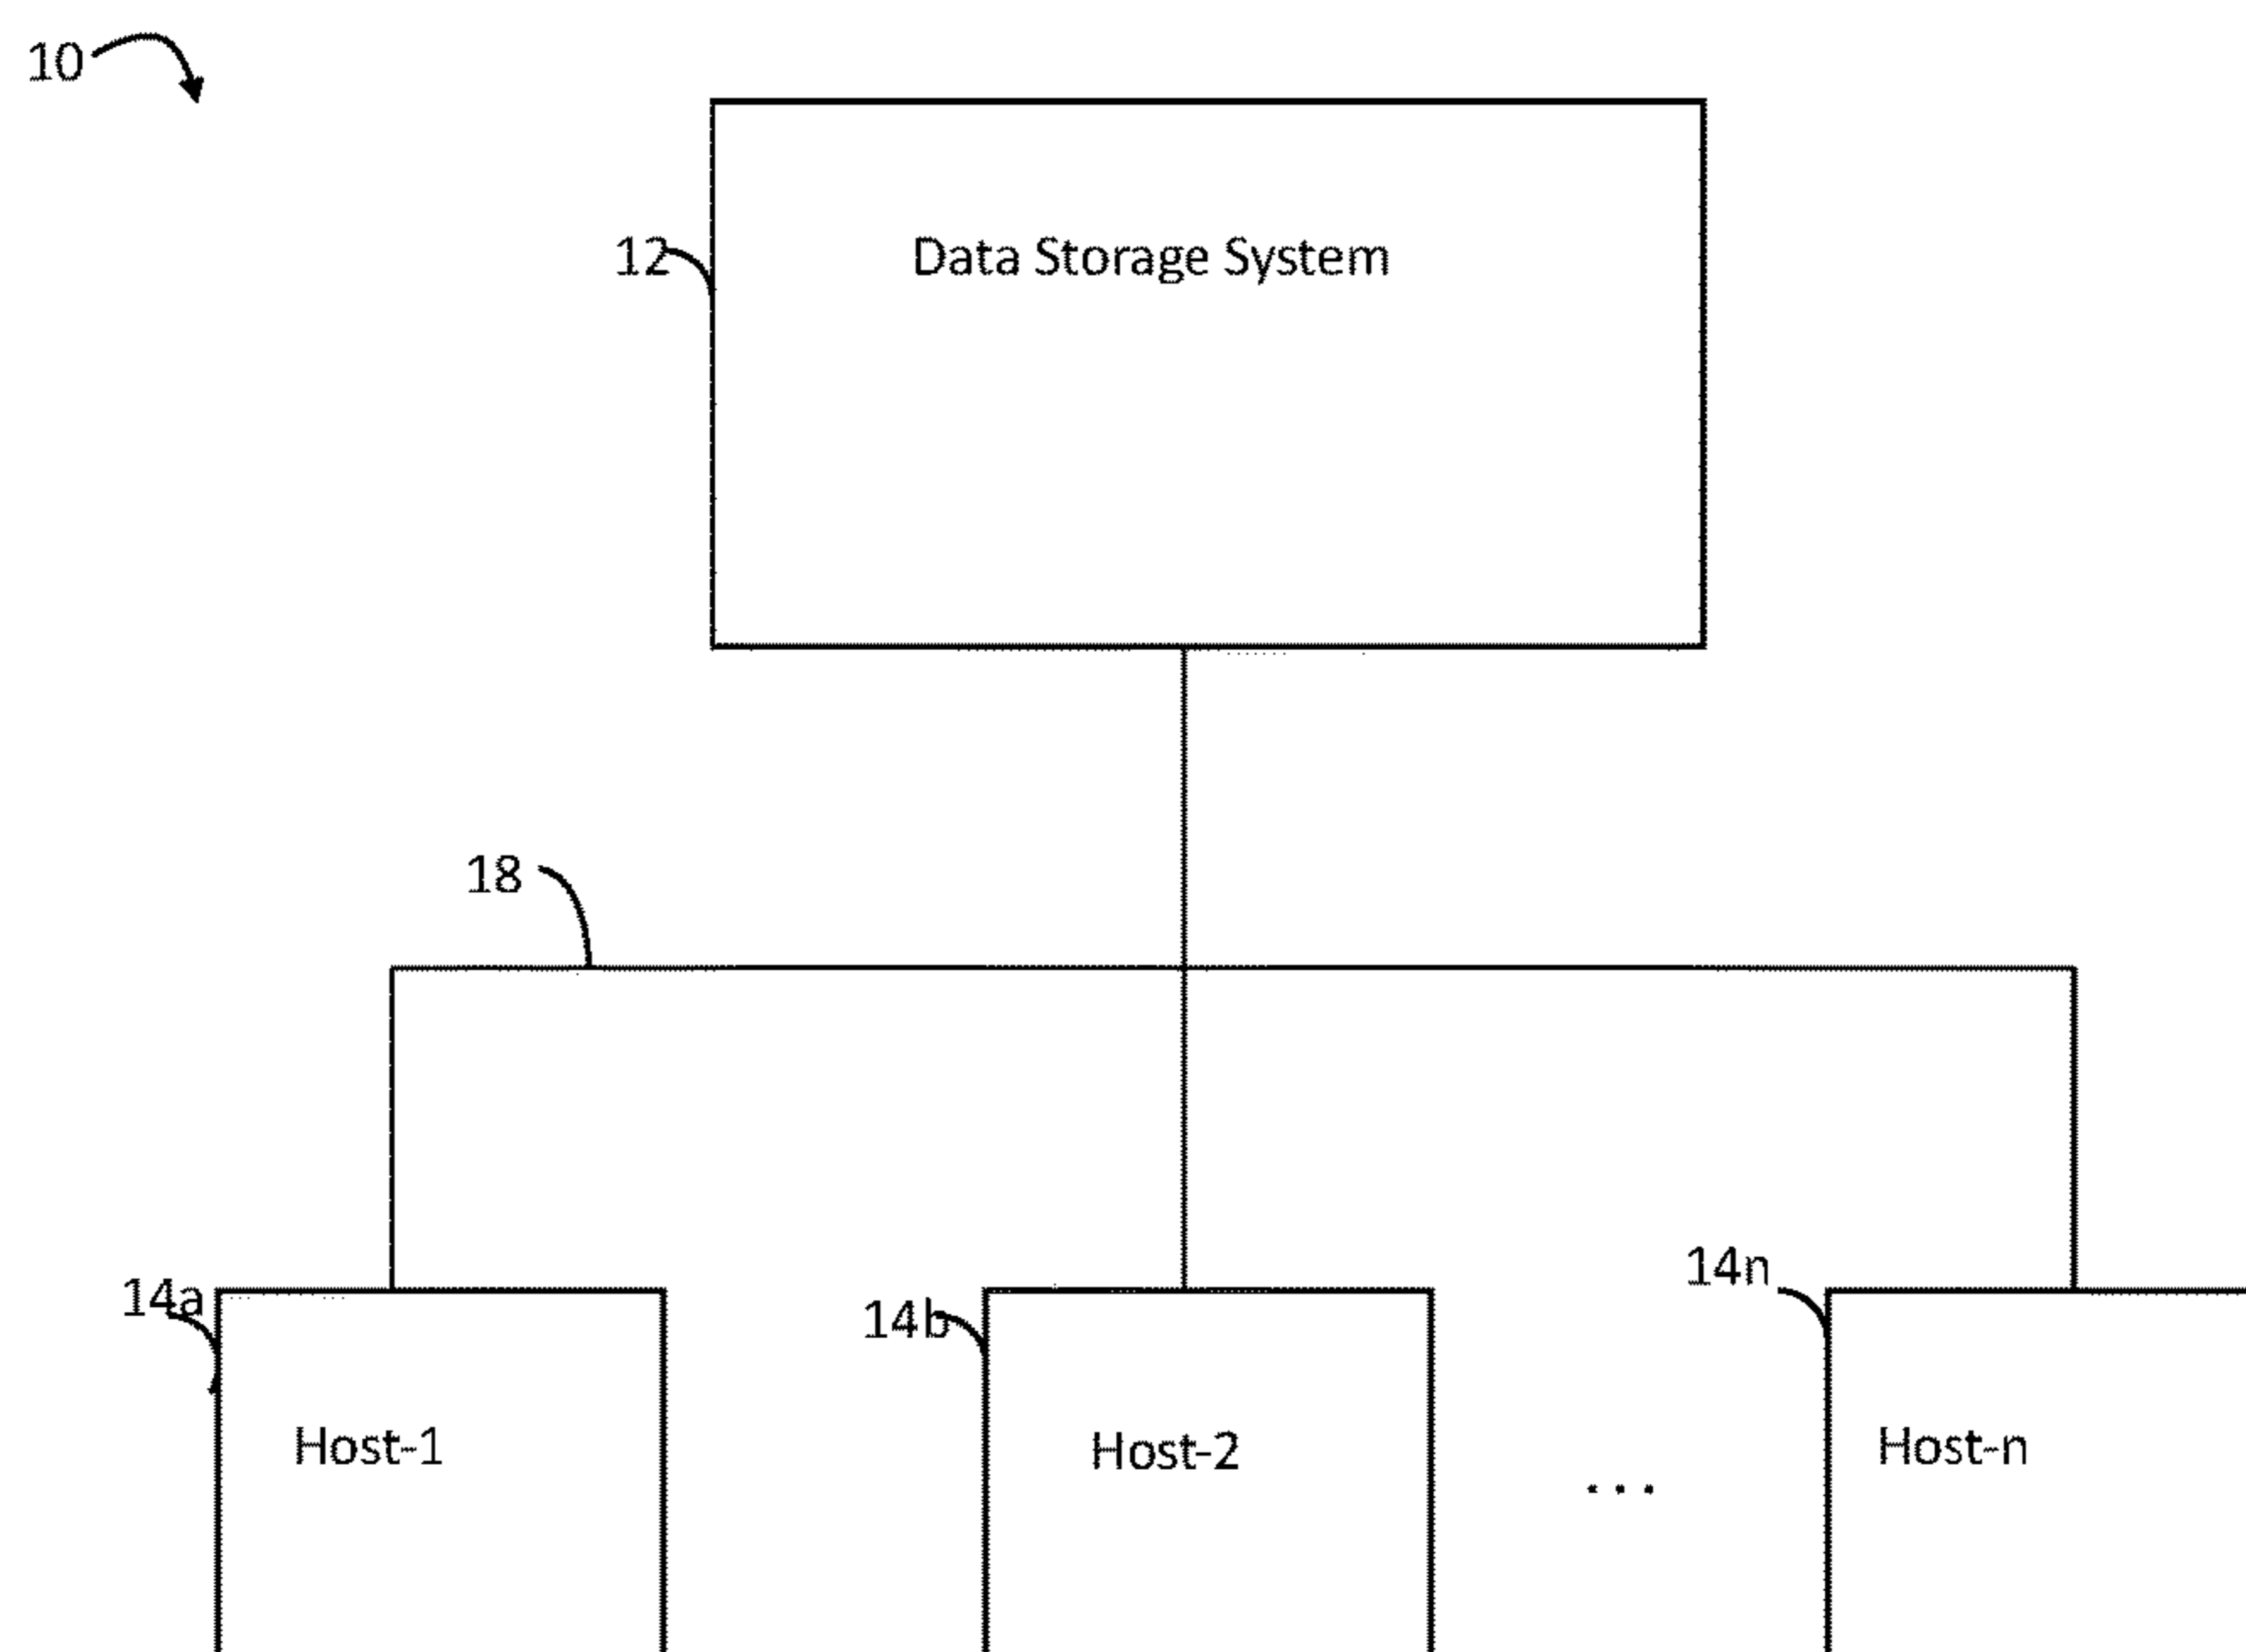 10
12
Data Storage System
18
14a
14b
14n
Host-1
Host-2
...
Host-n